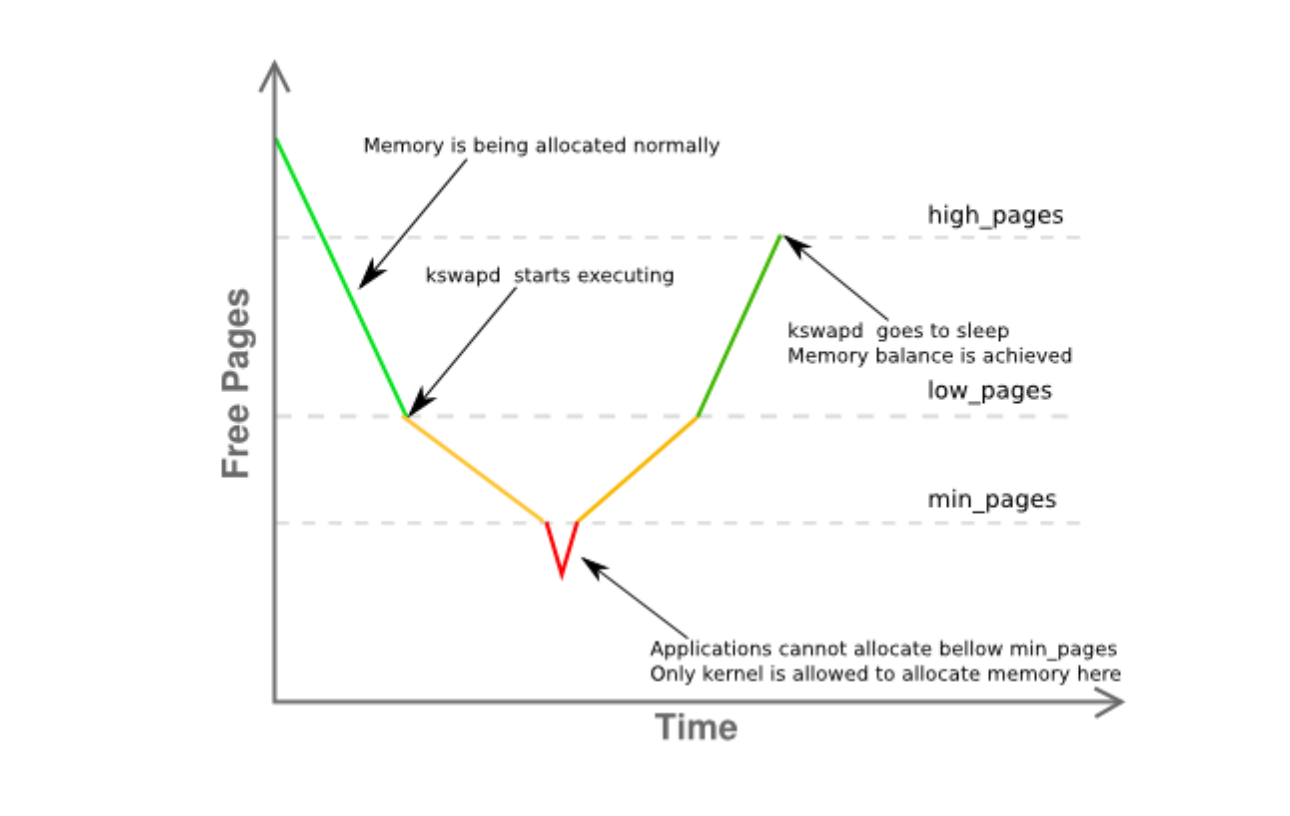 Memory is being allocated normally
high_pages
kswapd  starts executing
Free Pages
kswapd  goes to sleep
Memory balance is achieved
low_pages
min_pages
Applications cannot allocate bellow min_pages
Only kernel is allowed to allocate memory here
Time